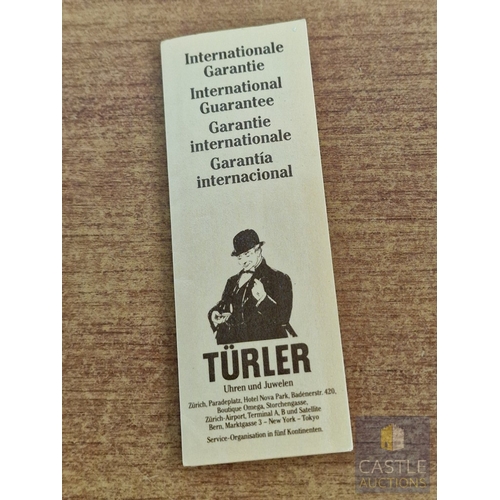 Internationale
Garantie
International
Guarantee
Garantie
internationale
Garantía
internacional
TÜRLER
Uhren und Juwelen
Zürich, Paradeplatz, Hotel Nova Park, Badenerstr. 420,
Boutique Omega, Storchengasse,
Zürich-Airport, Terminal A, B und Satellite
Bern, Marktgasse 3 – New York – Tokyo
Service-Organisation in fünf Kontinenten.
CASTLE
AUCTIONS